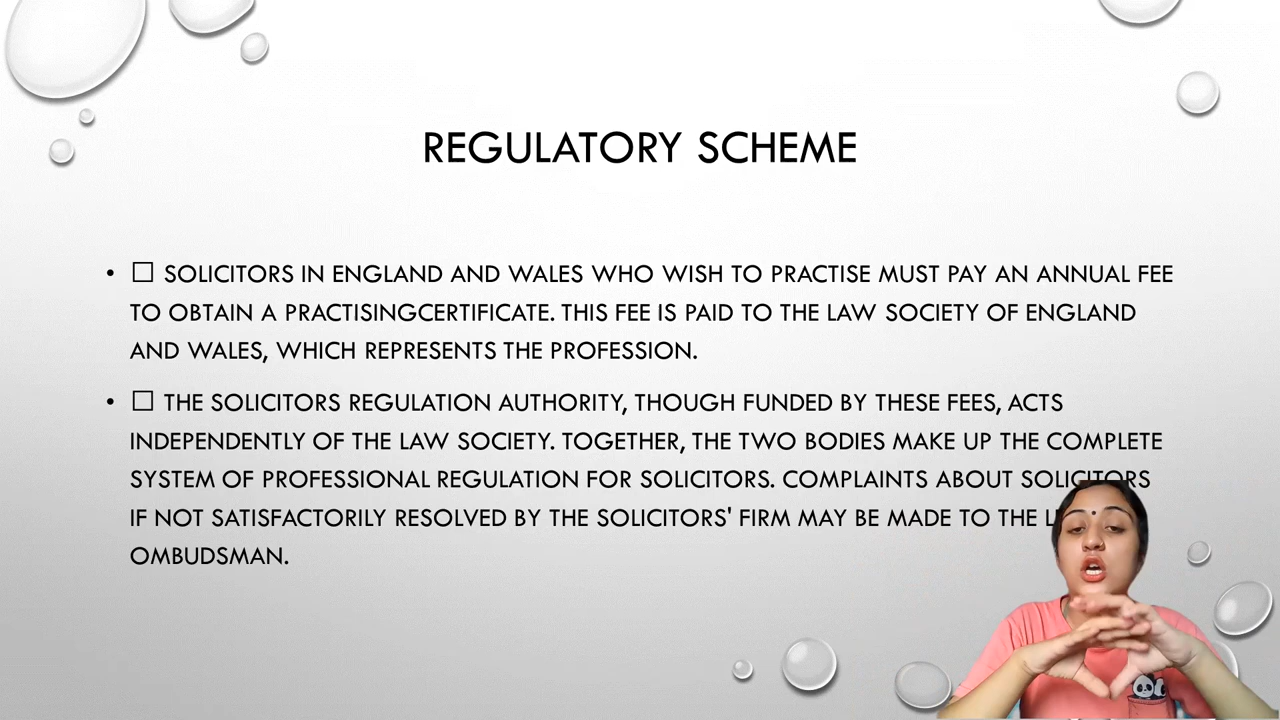 REGULATORY SCHEME
• ☐ SOLICITORS IN ENGLAND AND WALES WHO WISH TO PRACTISE MUST PAY AN ANNUAL FEE
TO OBTAIN A PRACTISINGCERTIFICATE. THIS FEE IS PAID TO THE LAW SOCIETY OF ENGLAND
AND WALES, WHICH REPRESENTS THE PROFESSION.
• ☐ THE SOLICITORS REGULATION AUTHORITY, THOUGH FUNDED BY THESE FEES, ACTS
INDEPENDENTLY OF THE LAW SOCIETY. TOGETHER, THE TWO BODIES MAKE UP THE COMPLETE
SYSTEM OF PROFESSIONAL REGULATION FOR SOLICITORS. COMPLAINTS ABOUT SOLICITORS
IF NOT SATISFACTORILY RESOLVED BY THE SOLICITORS' FIRM MAY BE MADE TO THE
OMBUDSMAN.